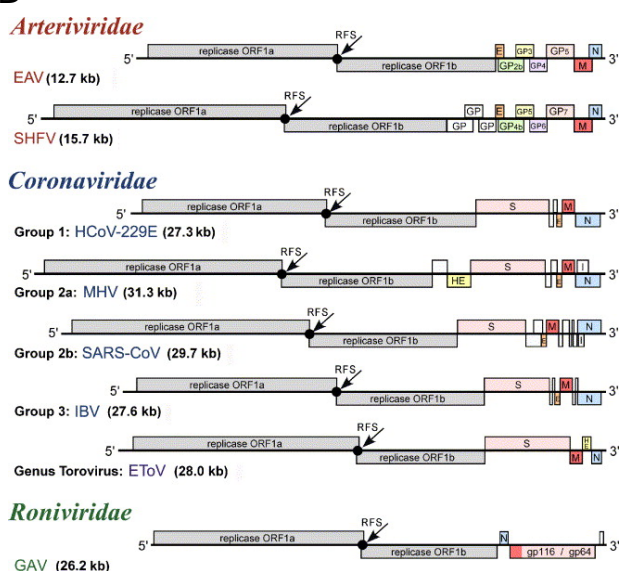 Arteriviridae
RFS
5' replicase ORF1a E GP3 GP5 N 3'
replicase ORF1b GP2b GP4 M
EAV (12.7 kb)
RFS
5' replicase ORF1a GP E GP5 GP7 N 3'
replicase ORF1b GP GP GP4b GP6 M
SHFV (15.7 kb)
Coronaviridae
RFS
5' replicase ORF1a S M 3'
replicase ORF1b E N
Group 1: HCoV-229E (27.3 kb)
RFS
5' replicase ORF1a S M I 3'
replicase ORF1b HE E N
Group 2a: MHV (31.3 kb)
RFS
5' replicase ORF1a S M N 3'
replicase ORF1b E I
Group 2b: SARS-CoV (29.7 kb)
RFS
5' replicase ORF1a S M 3'
replicase ORF1b E N
Group 3: IBV (27.6 kb)
RFS
5' replicase ORF1a S HE 3'
replicase ORF1b M N
Genus Torovirus: EToV (28.0 kb)
Roniviridae
RFS
5' replicase ORF1a N 3'
replicase ORF1b gp116 / gp64
GAV (26.2 kb)